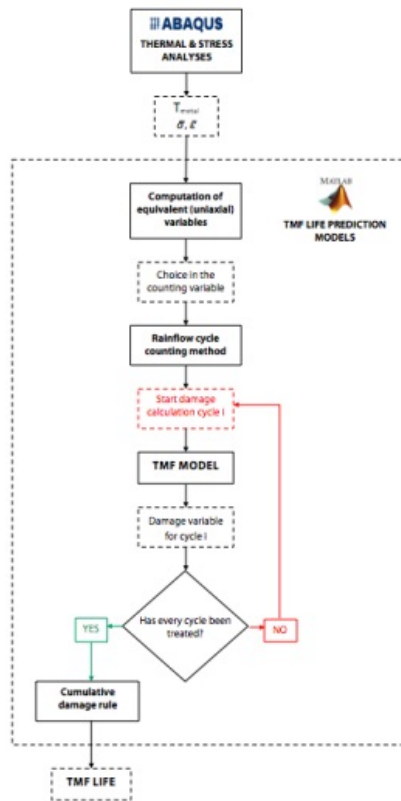 ABAQUS
THERMAL & STRESS
ANALYSES
Tmetal
σ, ε
MATLAB
TMF LIFE PREDICTION
MODELS
Computation of
equivalent (uniaxial)
variables
Choice in the
counting variable
Rainflow cycle
counting method
Start damage
calculation cycle i
TMF MODEL
Damage variable
for cycle i
Has every cycle been
treated?
YES
NO
Cumulative
damage rule
TMF LIFE